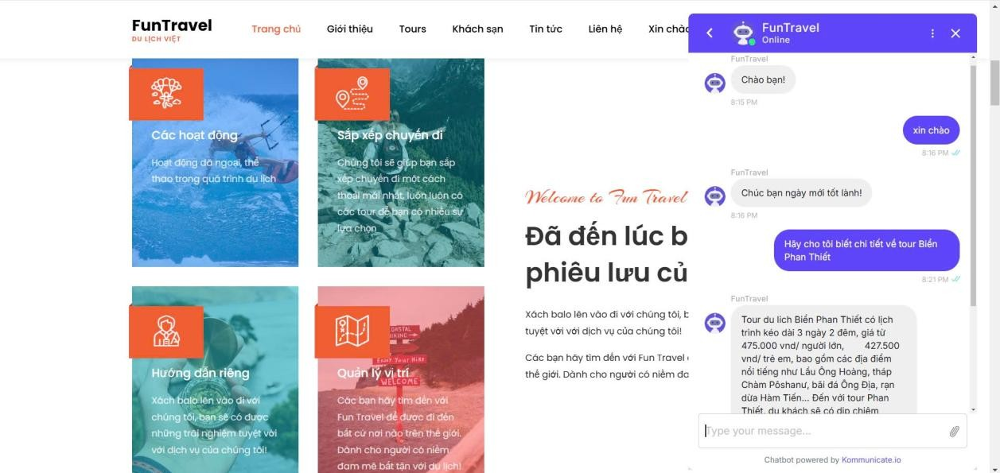 FunTravel
DU LỊCH VIỆT
Trang chủ
Giới thiệu
Tours
Khách sạn
Tin tức
Liên hệ
Xin chào
Các hoạt động
Hoạt động dã ngoại, thể
thao trong quá trình du lịch
Sắp xếp chuyến đi
Chúng tôi sẽ giúp bạn sắp
xếp chuyến đi một cách
thoải mái nhất, luôn luôn có
các tour để bạn có nhiều sự
lựa chọn
Hướng dẫn riêng
Xách balo lên vào đi với
chúng tôi, bạn sẽ có được
những trải nghiệm tuyệt vời
với dịch vụ của chúng tôi!
COASTAL
HIKING
Enjoy Your Hike
WELCOME
Quản lý vị trí
Các bạn hãy tìm đến với
Fun Travel để được đi đến
bất cứ nơi nào trên thế giới.
Dành cho người có niềm
đam mê bất tận với du lịch!
Welcome to Fun Travel
Đã đến lúc b
phiêu lưu củ
Xách balo lên vào đi với chúng tôi, b
tuyệt vời với dịch vụ của chúng tôi!
Các bạn hãy tìm đến với Fun Travel
thế giới. Dành cho người có niềm đa
FunTravel
Online
FunTravel
Chào bạn!
8:15 PM
xin chào
8:16 PM
FunTravel
Chúc bạn ngày mới tốt lành!
8:16 PM
Hãy cho tôi biết chi tiết về tour Biển
Phan Thiết
8:21 PM
FunTravel
Tour du lich Biển Phan Thiết có lịch
trình kéo dài 3 ngày 2 đêm, giá từ
475.000 vnd/ người lớn, 427.500
vnd/ trẻ em, bao gồm các địa điểm
nổi tiếng như Lầu Ông Hoàng, tháp
Chàm Pôshanư, bãi đá Ông Địa, rạn
dừa Hàm Tiến... Đến với tour Phan
Thiết, du khách sẽ có dịp chiêm
Type your message...
Chatbot powered by Kommunicate.io